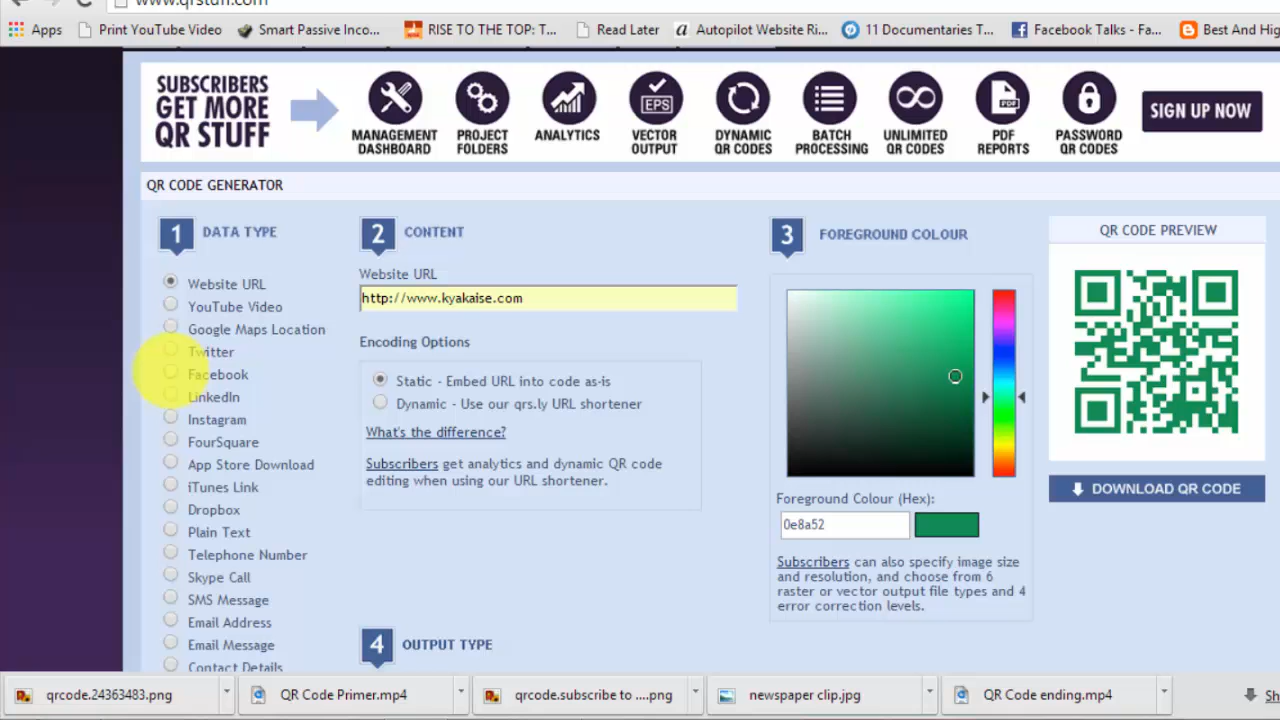 www.qrstuff.com
Apps Print YouTube Video Smart Passive Inco... RISE TO THE TOP: T... Read Later a Autopilot Website Ri... 11 Documentaries T... Facebook Talks - Fa... Best And Hig
SUBSCRIBERS
GET MORE
QR STUFF
MANAGEMENT
DASHBOARD
PROJECT
FOLDERS
ANALYTICS
EPS
VECTOR
OUTPUT
DYNAMIC
QR CODES
BATCH
PROCESSING
UNLIMITED
QR CODES
PDF
PDF
REPORTS
PASSWORD
QR CODES
SIGN UP NOW
QR CODE GENERATOR
1 DATA TYPE
Website URL
YouTube Video
Google Maps Location
Twitter
Facebook
LinkedIn
Instagram
FourSquare
App Store Download
iTunes Link
Dropbox
Plain Text
Telephone Number
Skype Call
SMS Message
Email Address
Email Message
Contact Details
2 CONTENT
Website URL
http://www.kyakaise.com
Encoding Options
Static - Embed URL into code as-is
Dynamic - Use our qrs.ly URL shortener
What's the difference?
Subscribers get analytics and dynamic QR code
editing when using our URL shortener.
4 OUTPUT TYPE
3 FOREGROUND COLOUR
Foreground Colour (Hex):
0e8a52
Subscribers can also specify image size
and resolution, and choose from 6
raster or vector output file types and 4
error correction levels.
QR CODE PREVIEW
DOWNLOAD QR CODE
qrcode.24363483.png QR Code Primer.mp4 qrcode.subscribe to ....png newspaper clip.jpg QR Code ending.mp4 Sh